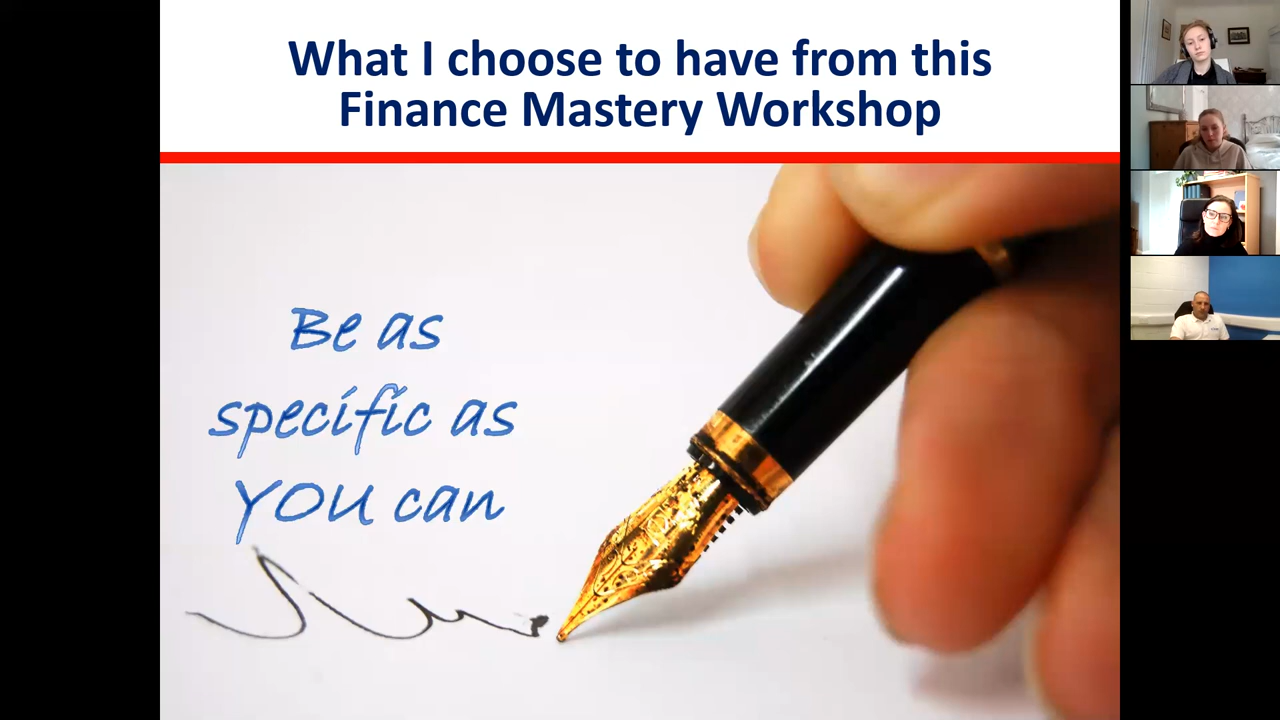 What I choose to have from this
Finance Mastery Workshop
Be as
specific as
YOU can